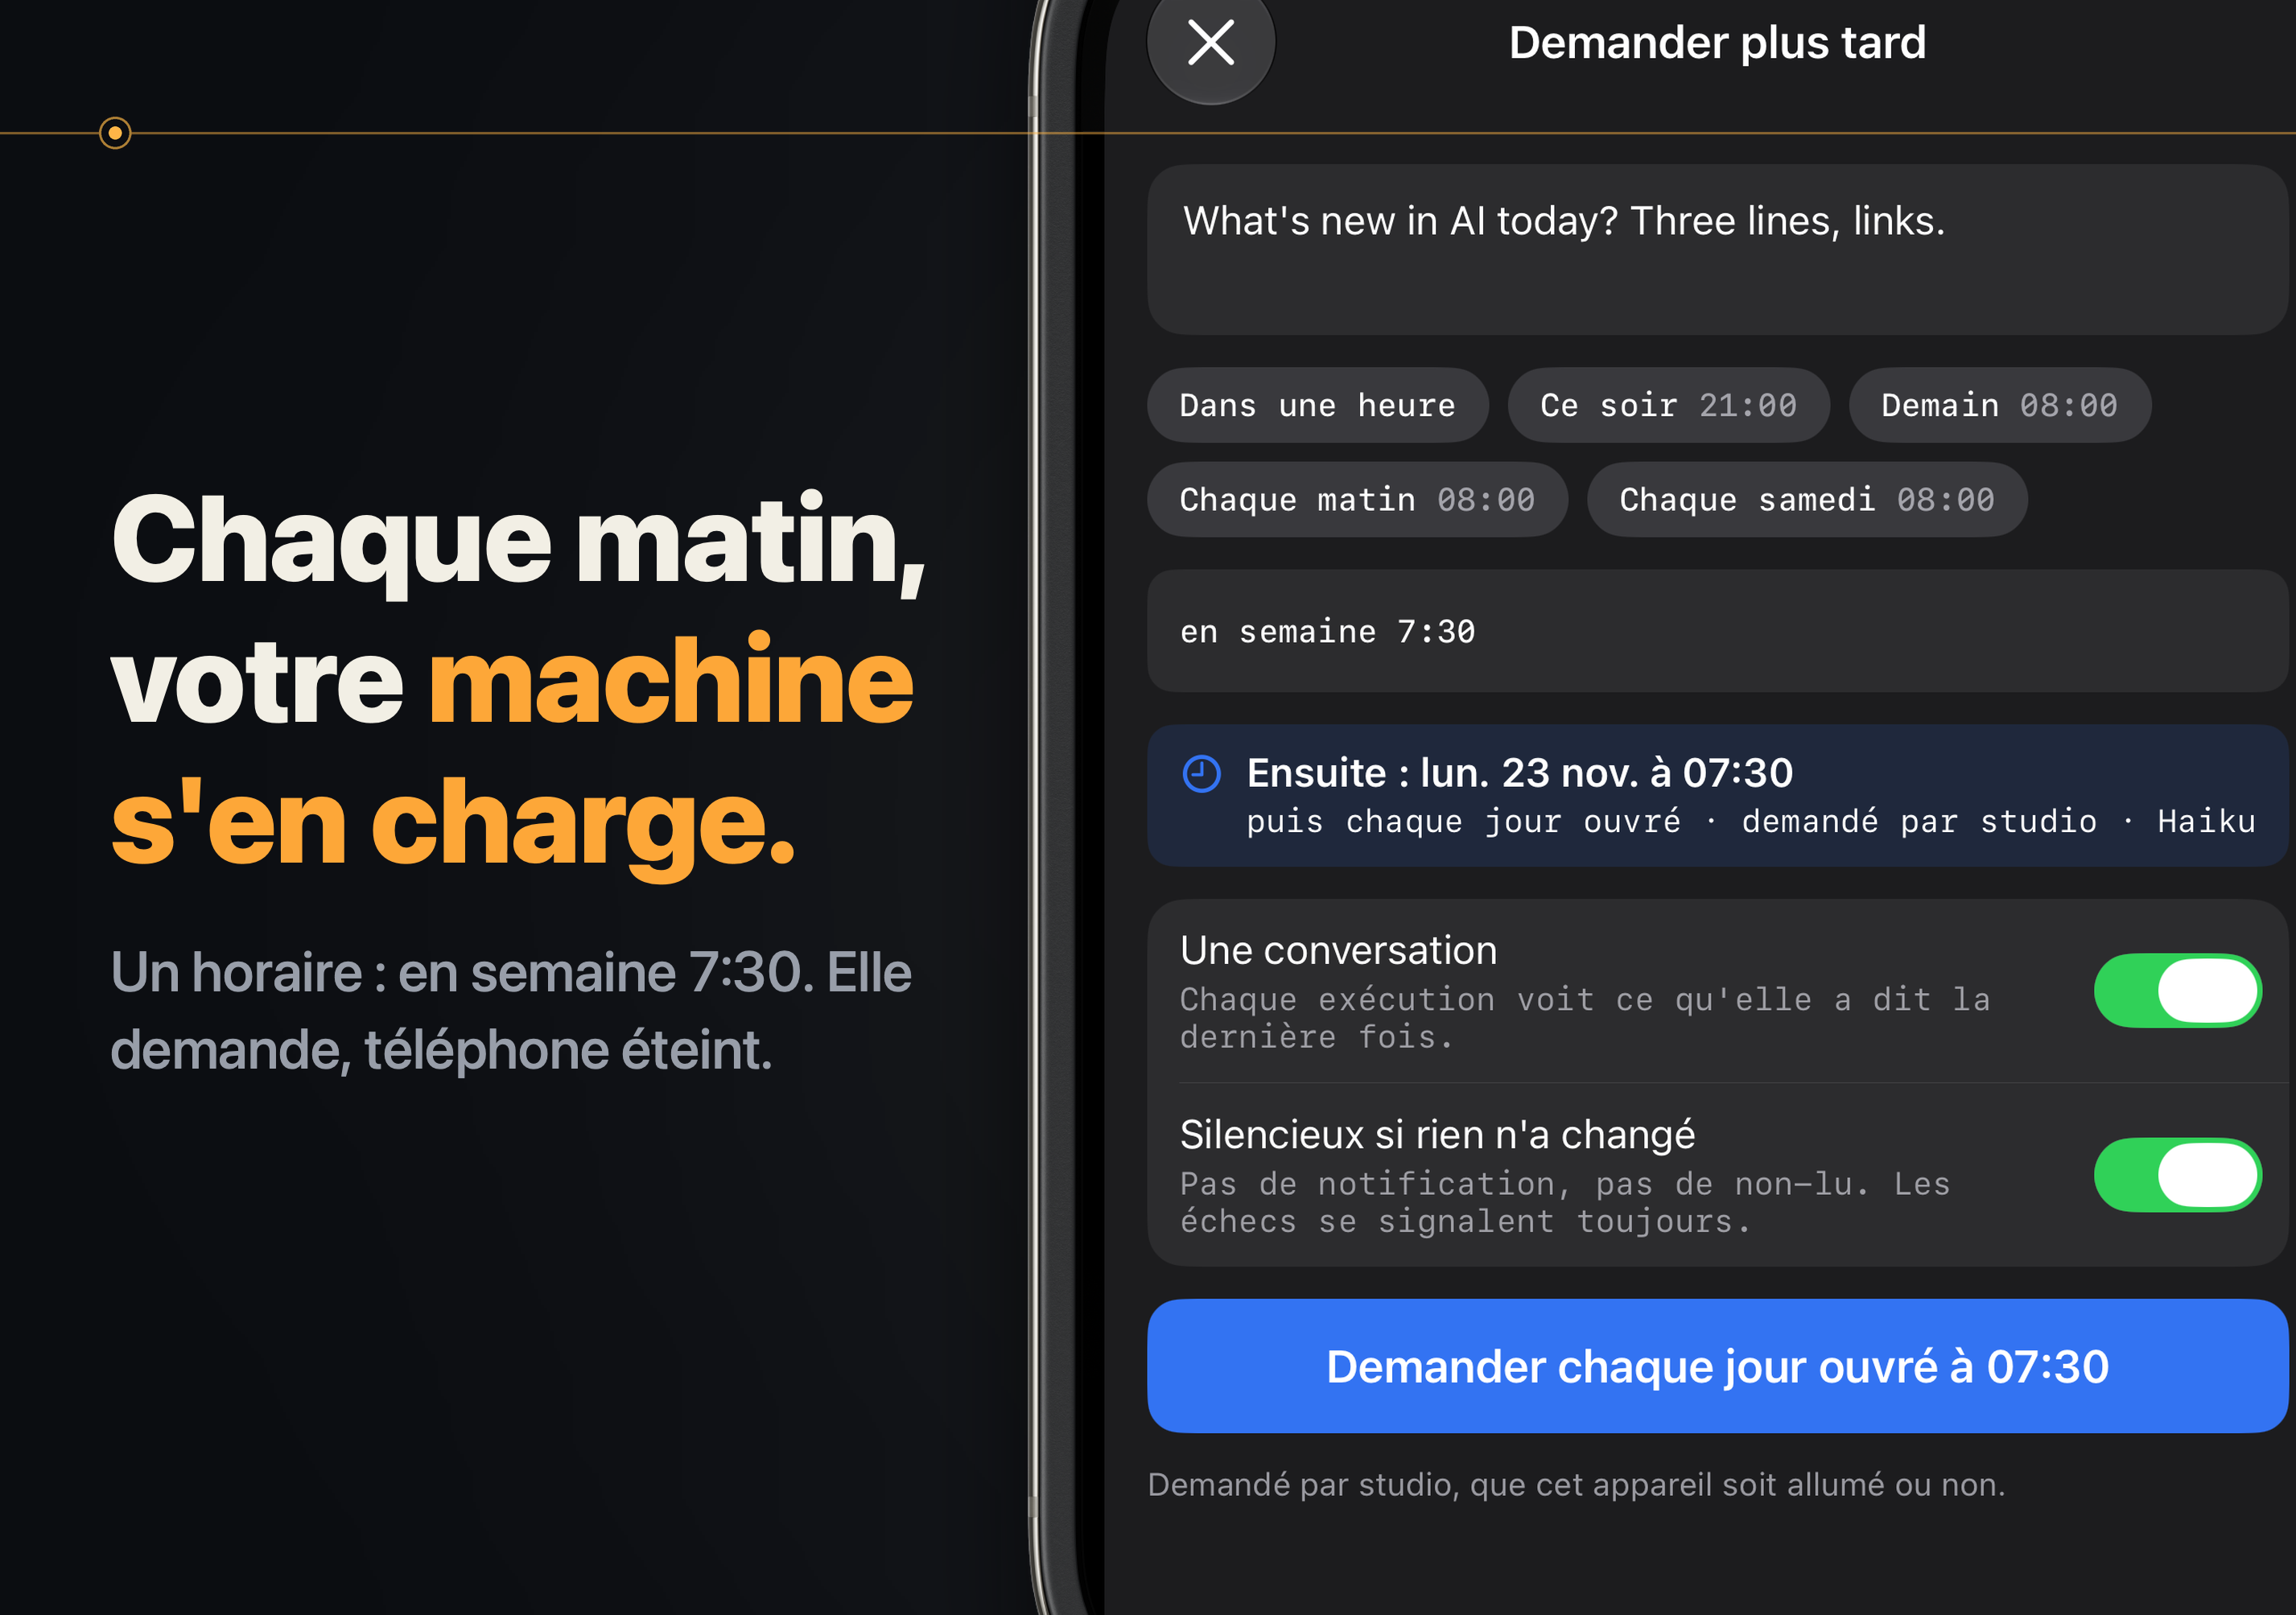 Chaque matin,
votre machine
s'en charge.
Un horaire : en semaine 7:30. Elle
demande, téléphone éteint.
Demander plus tard
What's new in AI today? Three lines, links.
Dans une heure
Ce soir 21:00
Demain 08:00
Chaque matin 08:00
Chaque samedi 08:00
en semaine 7:30
Ensuite : lun. 23 nov. à 07:30
puis chaque jour ouvré · demandé par studio · Haiku
Une conversation
Chaque exécution voit ce qu'elle a dit la
dernière fois.
Silencieux si rien n'a changé
Pas de notification, pas de non-lu. Les
échecs se signalent toujours.
Demander chaque jour ouvré à 07:30
Demandé par studio, que cet appareil soit allumé ou non.